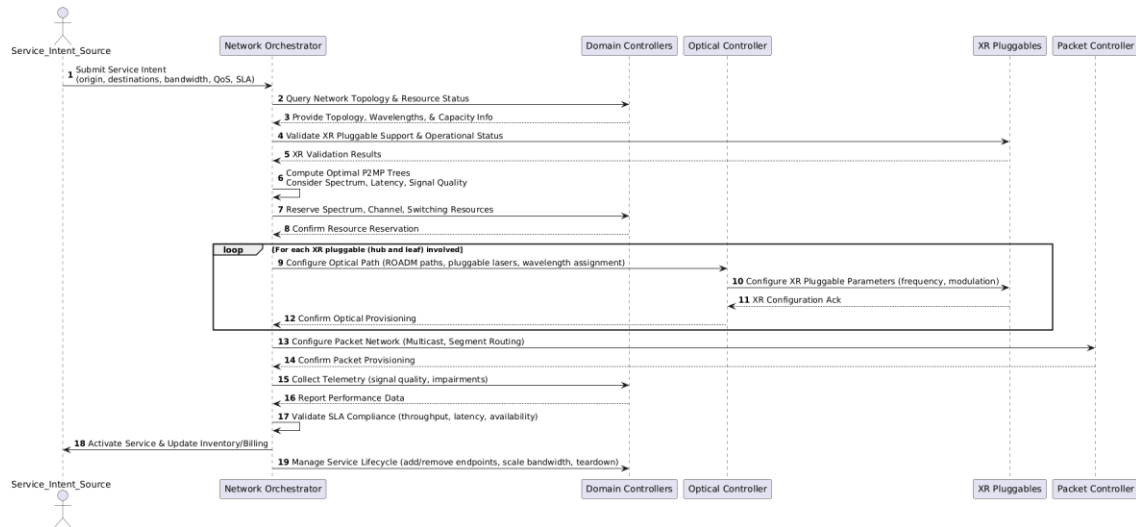 Service_Intent_Source
Network Orchestrator
Domain Controllers
Optical Controller
XR Pluggables
Packet Controller
1 Submit Service Intent
(origin, destinations, bandwidth, QoS, SLA)
2 Query Network Topology & Resource Status
3 Provide Topology, Wavelengths, & Capacity Info
4 Validate XR Pluggable Support & Operational Status
5 XR Validation Results
6 Compute Optimal P2MP Trees
Consider Spectrum, Latency, Signal Quality
7 Reserve Spectrum, Channel, Switching Resources
8 Confirm Resource Reservation
loop [For each XR pluggable (hub and leaf) involved]
9 Configure Optical Path (ROADM paths, pluggable lasers, wavelength assignment)
10 Configure XR Pluggable Parameters (frequency, modulation)
11 XR Configuration Ack
12 Confirm Optical Provisioning
13 Configure Packet Network (Multicast, Segment Routing)
14 Confirm Packet Provisioning
15 Collect Telemetry (signal quality, impairments)
16 Report Performance Data
17 Validate SLA Compliance (throughput, latency, availability)
18 Activate Service & Update Inventory/Billing
19 Manage Service Lifecycle (add/remove endpoints, scale bandwidth, teardown)
Service_Intent_Source
Network Orchestrator
Domain Controllers
Optical Controller
XR Pluggables
Packet Controller